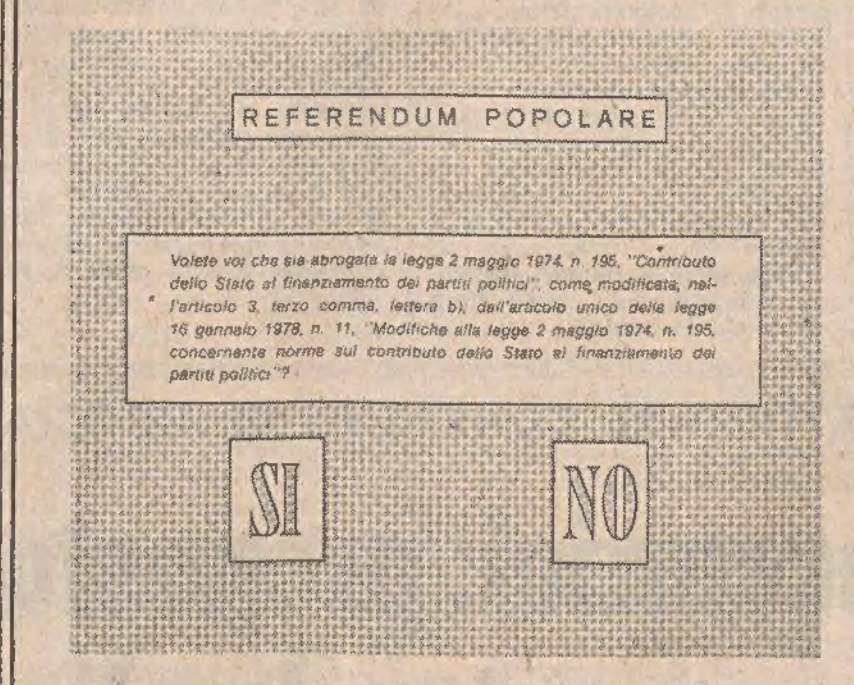 REFERENDUM POPOLARE
Volete voi che sia abrogata la legge 2 maggio 1974, n. 195, "Contributo
dello Stato al finanziamento dei partiti politici", come modificata, nel-
l'articolo 3, terzo comma, lettera b), dall'articolo unico della legge
16 gennaio 1978, n. 11, "Modifiche alla legge 2 maggio 1974, n. 195,
concernente norme sul contributo dello Stato al finanziamento dei
partiti politici"?
SI NO